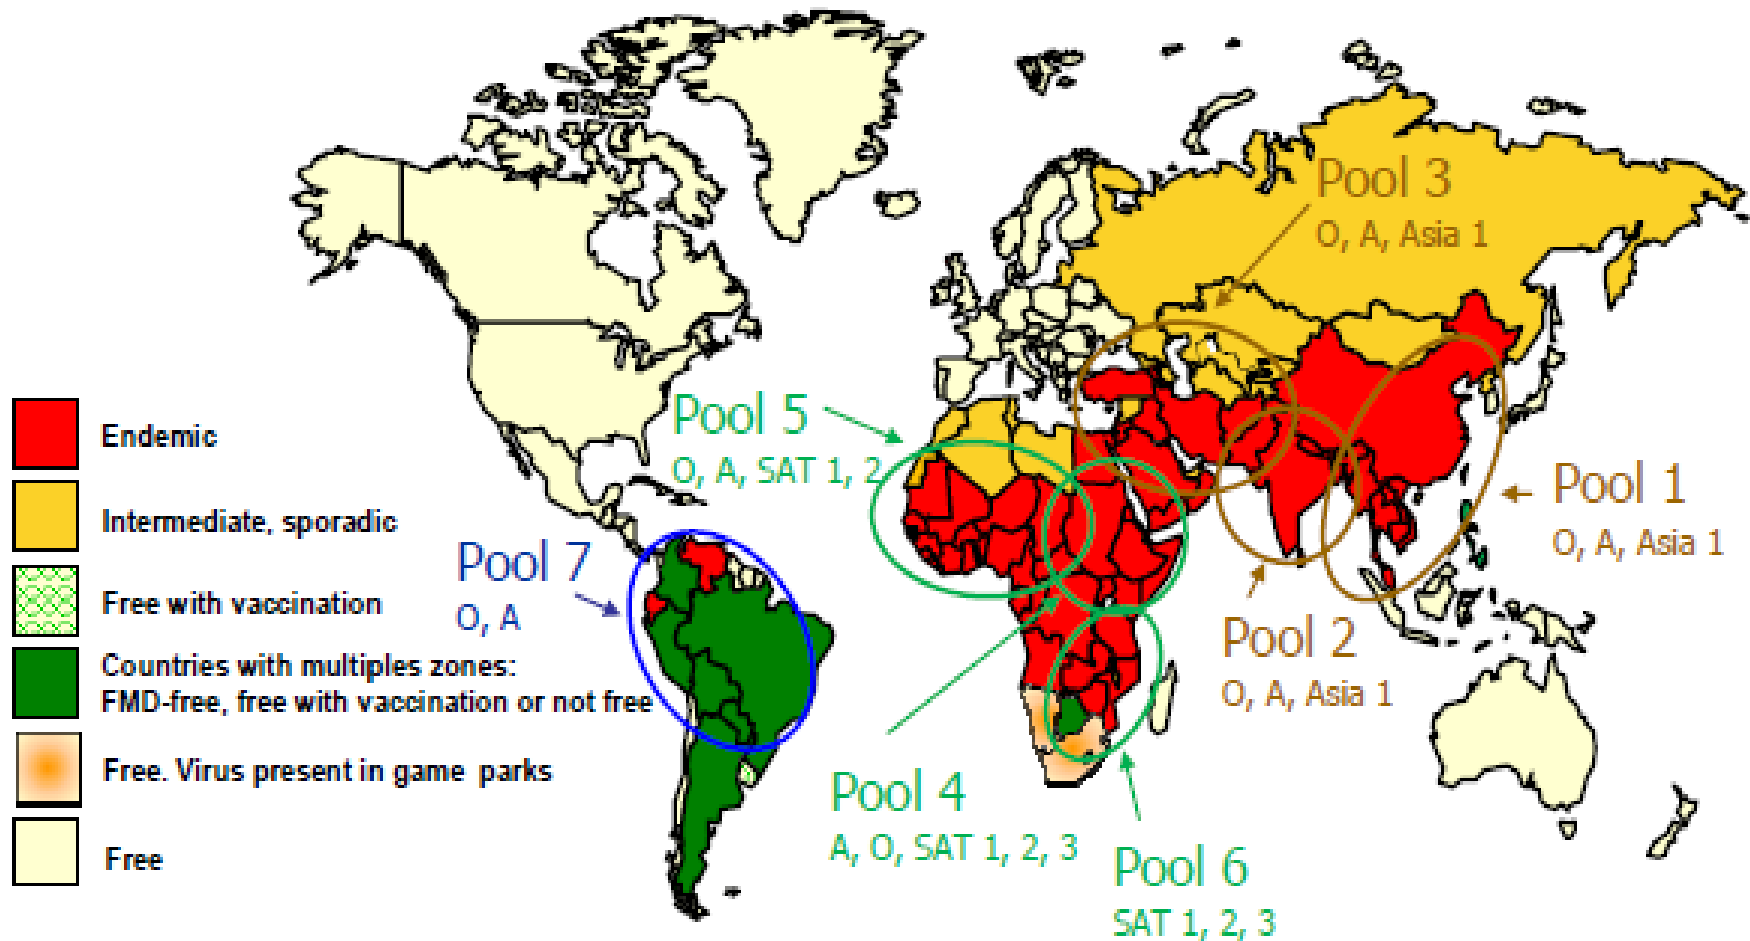 Pool 3
O, A, Asia 1
Pool 5
O, A, SAT 1, 2
Pool 1
O, A, Asia 1
Pool 7
O, A
Pool 2
O, A, Asia 1
Pool 4
A, O, SAT 1, 2, 3
Pool 6
SAT 1, 2, 3
Endemic
Intermediate, sporadic
Free with vaccination
Countries with multiples zones:
FMD-free, free with vaccination or not free
Free. Virus present in game parks
Free